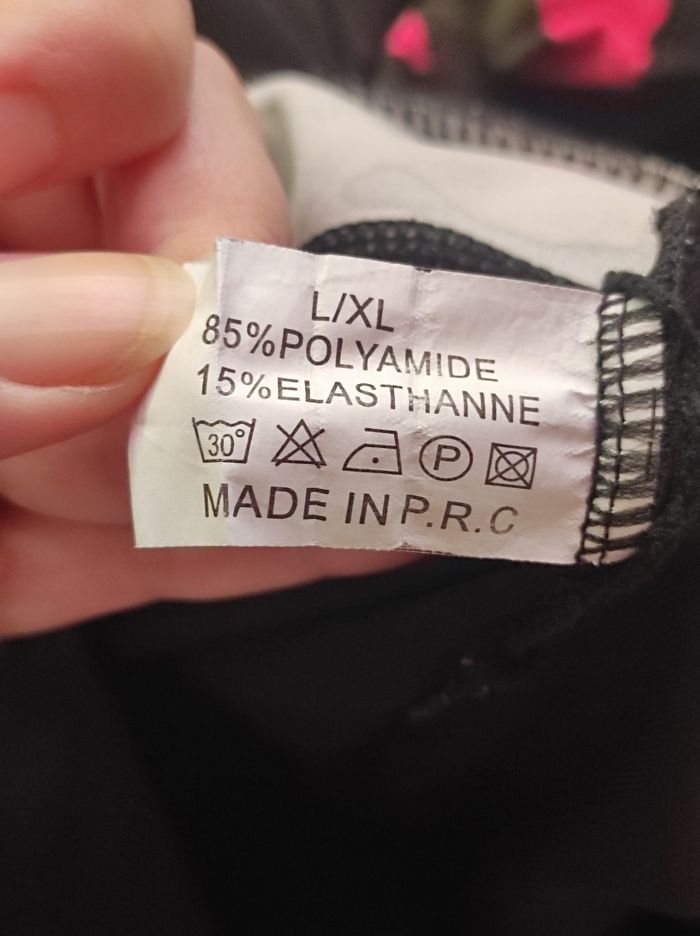 L/XL
85%POLYAMIDE
15%ELASTHANNE
30° P
MADE IN P.R.C